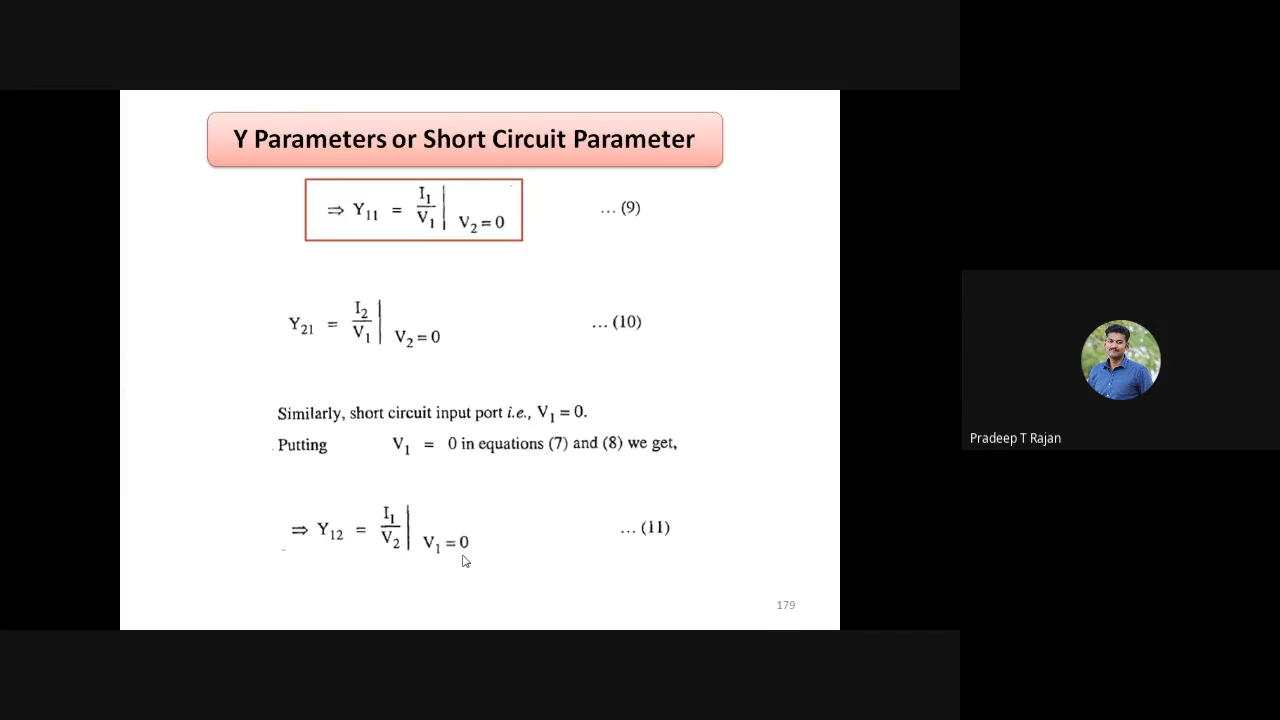 Y Parameters or Short Circuit Parameter
⇒ Y₁₁ = I₁/V₁ | V₂ = 0 … (9)
Y₂₁ = I₂/V₁ | V₂ = 0 … (10)
Similarly, short circuit input port i.e., V₁ = 0.
Putting V₁ = 0 in equations (7) and (8) we get,
⇒ Y₁₂ = I₁/V₂ | V₁ = 0 … (11)
179
Pradeep T Rajan